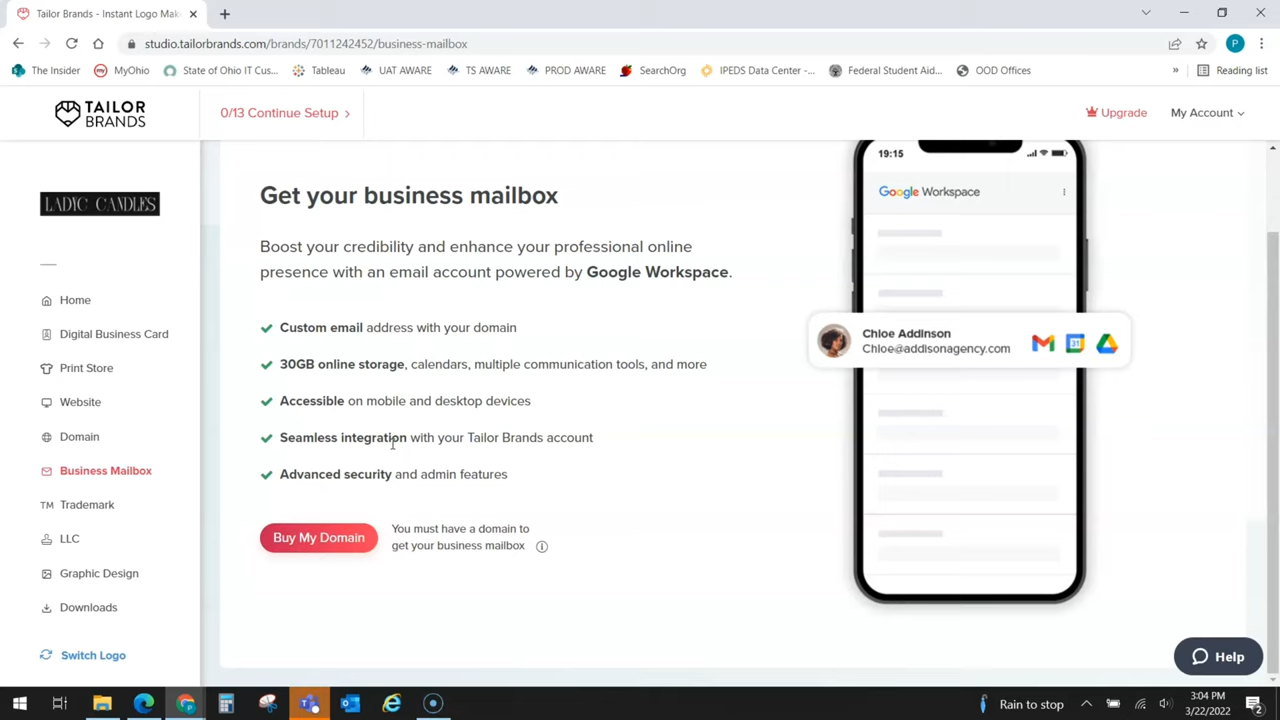 Tailor Brands - Instant Logo Mak
studio.tailorbrands.com/brands/7011242452/business-mailbox
P
The Insider
MyOhio
State of Ohio IT Cus...
Tableau
UAT AWARE
TS AWARE
PROD AWARE
SearchOrg
IPEDS Data Center -...
Federal Student Aid...
OOD Offices
»
Reading list
TAILOR
BRANDS
0/13 Continue Setup >
Upgrade
My Account
LADYC CANDLES
Home
Digital Business Card
Print Store
Website
Domain
Business Mailbox
TM Trademark
LLC
Graphic Design
Downloads
Switch Logo
Get your business mailbox
Boost your credibility and enhance your professional online
presence with an email account powered by Google Workspace.
Custom email address with your domain
30GB online storage, calendars, multiple communication tools, and more
Accessible on mobile and desktop devices
Seamless integration with your Tailor Brands account
Advanced security and admin features
Buy My Domain
You must have a domain to
get your business mailbox
19:15
Google Workspace
Chloe Addinson
Chloe@addisonagency.com
31
Help
Rain to stop
3:04 PM
3/22/2022
2